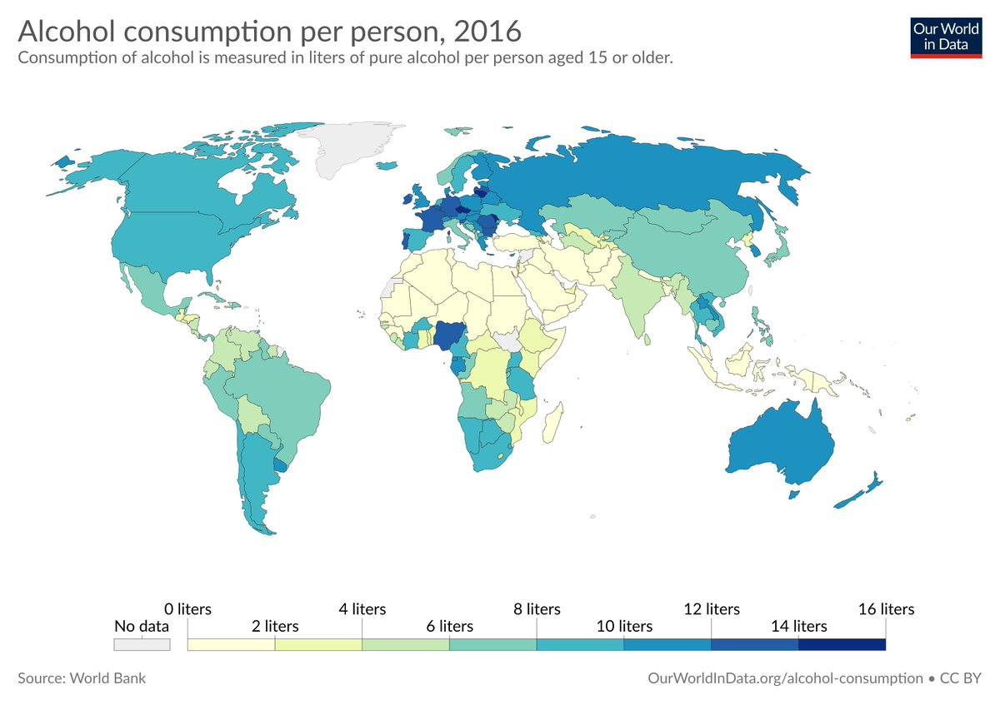 Alcohol consumption per person, 2016
Consumption of alcohol is measured in liters of pure alcohol per person aged 15 or older.
Our World
in Data
0 liters
4 liters
8 liters
12 liters
16 liters
No data
2 liters
6 liters
10 liters
14 liters
Source: World Bank
OurWorldInData.org/alcohol-consumption • CC BY